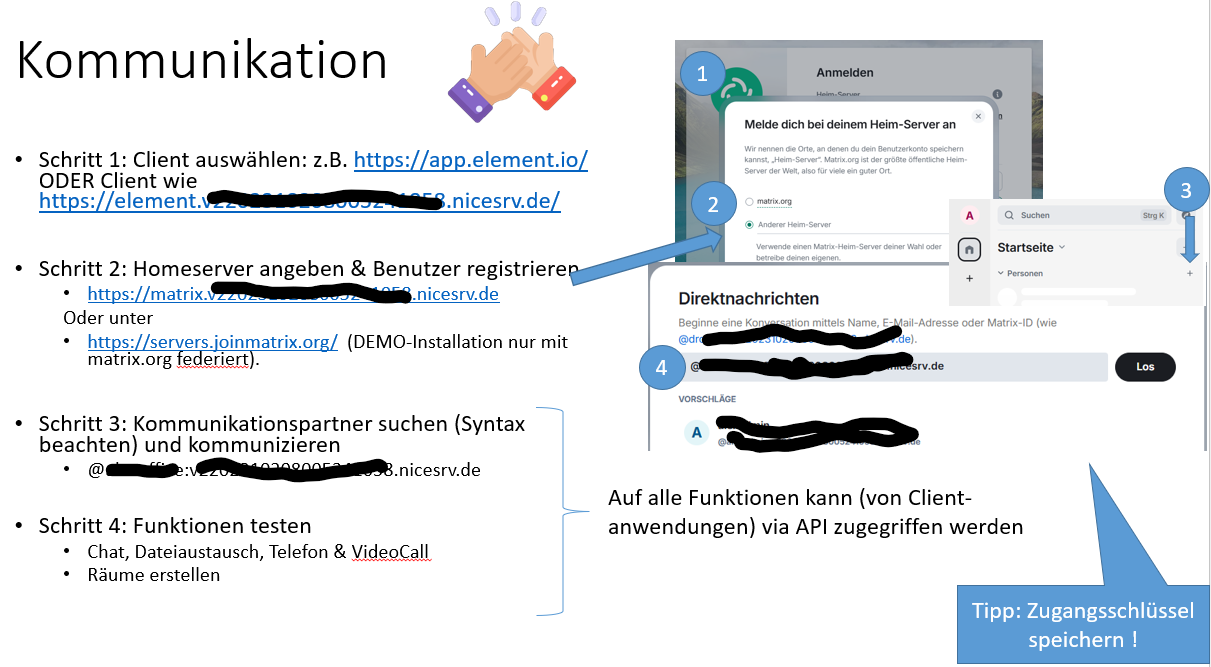 Kommunikation
Schritt 1: Client auswählen: z.B. https://app.element.io/
ODER Client wie
https://element. .nicesrv.de/
Schritt 2: Homeserver angeben & Benutzer registrieren
https://matrix. .nicesrv.de
Oder unter
https://servers.joinmatrix.org/ (DEMO-Installation nur mit
matrix.org federiert).
Schritt 3: Kommunikationspartner suchen (Syntax
beachten) und kommunizieren
@ .nicesrv.de
Schritt 4: Funktionen testen
Chat, Dateiaustausch, Telefon & VideoCall
Räume erstellen
1
Anmelden
Heim-Server
Melde dich bei deinem Heim-Server an
Wir nennen die Orte, an denen du dein Benutzerkonto speichern
kannst, „Heim-Server". Matrix.org ist der größte öffentliche Heim-
Server der Welt, also für viele ein guter Ort.
2
matrix.org
Anderer Heim-Server
Verwende einen Matrix-Heim-Server deiner Wahl oder
betreibe deinen eigenen.
3
A
Suchen
Strg K
Startseite
Personen
Direktnachrichten
Beginne eine Konversation mittels Name, E-Mail-Adresse oder Matrix-ID (wie
4
@ .nicesrv.de
Los
VORSCHLÄGE
A
Auf alle Funktionen kann (von Client-
anwendungen) via API zugegriffen werden
Tipp: Zugangsschlüssel
speichern !